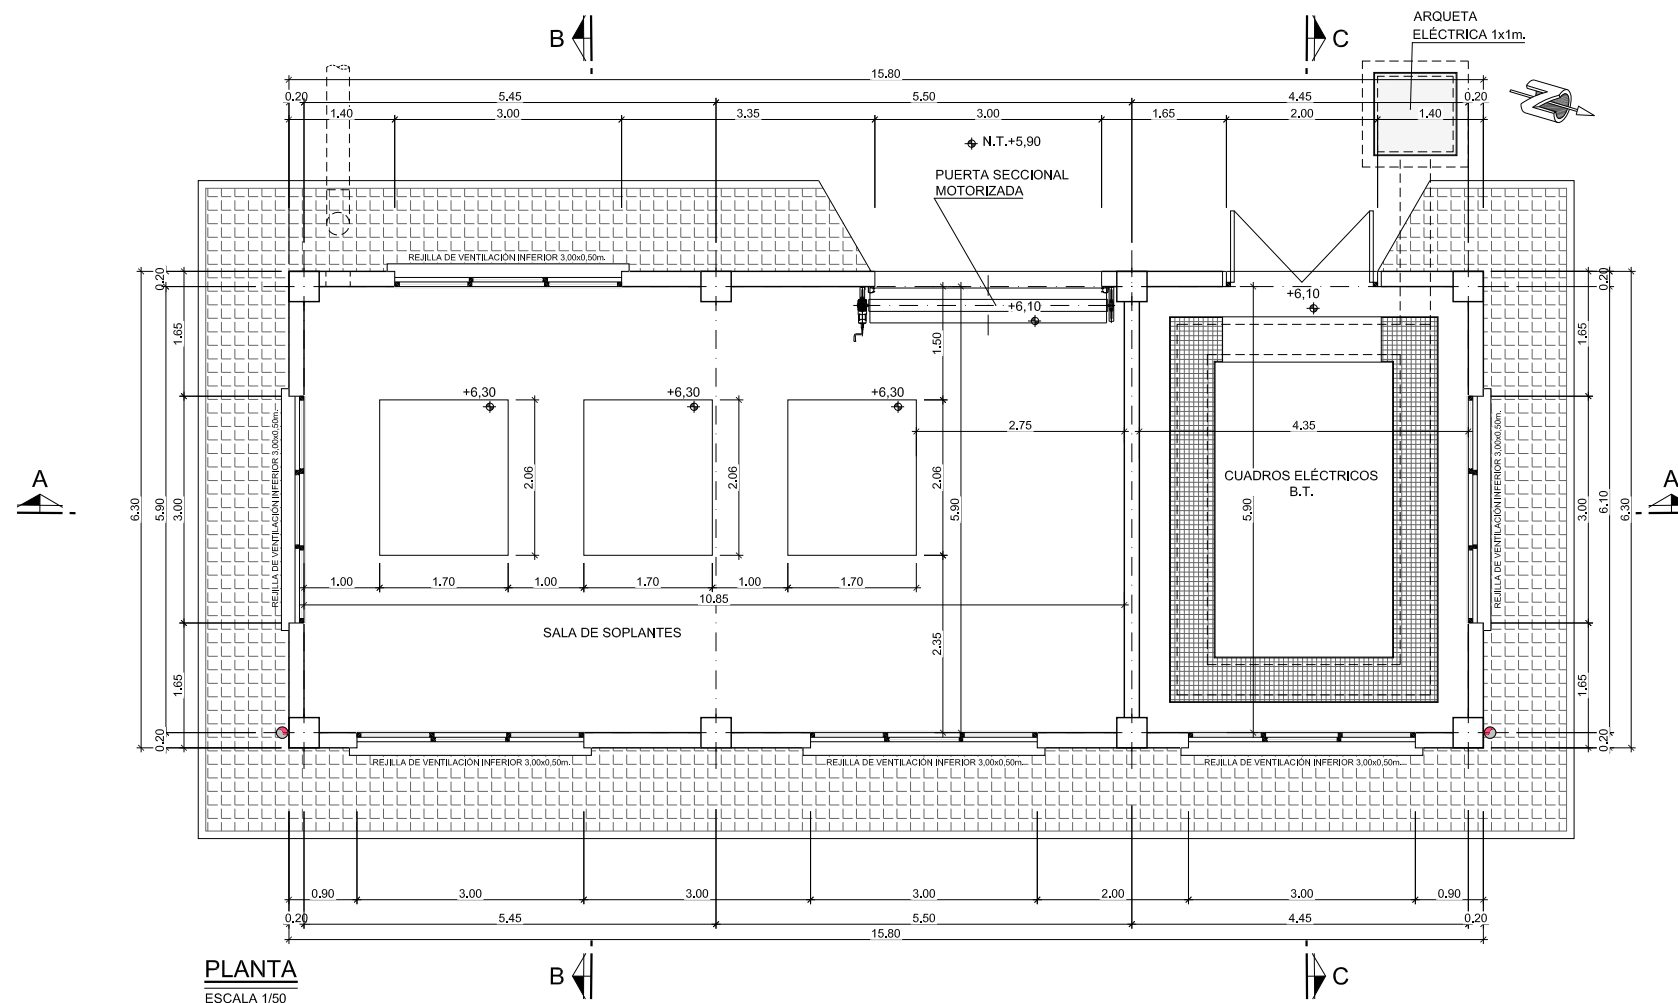 ARQUETA
ELÉCTRICA 1x1m.
B
C
15.80
0.20
5.45
5.50
4.45
0.20
1.40
3.00
3.35
3.00
1.65
2.00
1.40
N
N.T.+5,90
PUERTA SECCIONAL
MOTORIZADA
REJILLA DE VENTILACIÓN INFERIOR 3,00x0,50m.
0.20
0.20
+6,10
+6,10
1.65
1.50
1.65
+6,30
+6,30
+6,30
REJILLA DE VENTILACIÓN INFERIOR 3,00x0,50m.
2.75
4.35
REJILLA DE VENTILACIÓN INFERIOR 3,00x0,50m.
A
A
6.30
5.90
3.00
2.06
2.06
2.06
5.90
CUADROS ELÉCTRICOS
B.T.
5.90
3.00
6.10
6.30
1.00
1.70
1.00
1.70
1.00
1.70
10.85
SALA DE SOPLANTES
2.35
1.65
1.65
0.20
0.20
REJILLA DE VENTILACIÓN INFERIOR 3,00x0,50m.
REJILLA DE VENTILACIÓN INFERIOR 3,00x0,50m.
REJILLA DE VENTILACIÓN INFERIOR 3,00x0,50m.
0.90
3.00
3.00
3.00
2.00
3.00
0.90
0.20
5.45
5.50
4.45
0.20
15.80
PLANTA
ESCALA 1/50
B
C